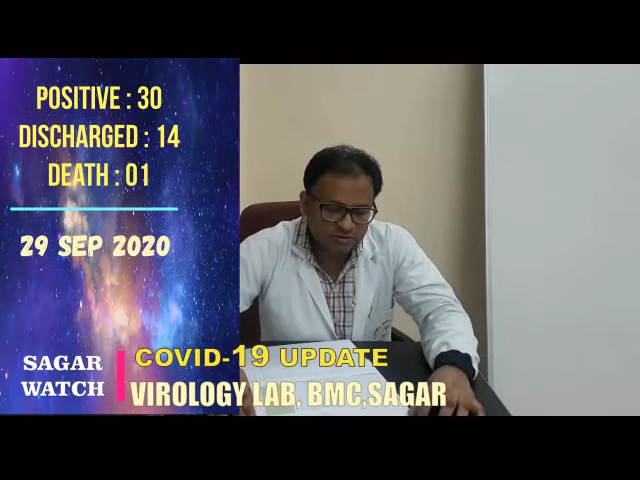 POSITIVE : 30
DISCHARGED : 14
DEATH : 01
29 SEP 2020
SAGAR
WATCH
COVID-19 UPDATE
VIROLOGY LAB, BMC,SAGAR